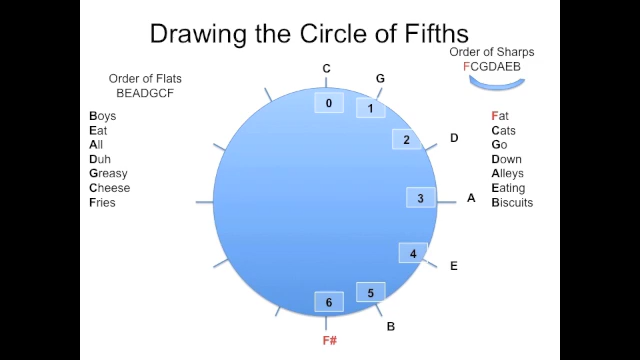 Drawing the Circle of Fifths
Order of Sharps
FCGDAEB
Order of Flats
BEADGCF
Boys
Eat
All
Duh
Greasy
Cheese
Fries
C
G
D
A
E
B
F#
0
1
2
3
4
5
6
Fat
Cats
Go
Down
Alleys
Eating
Biscuits